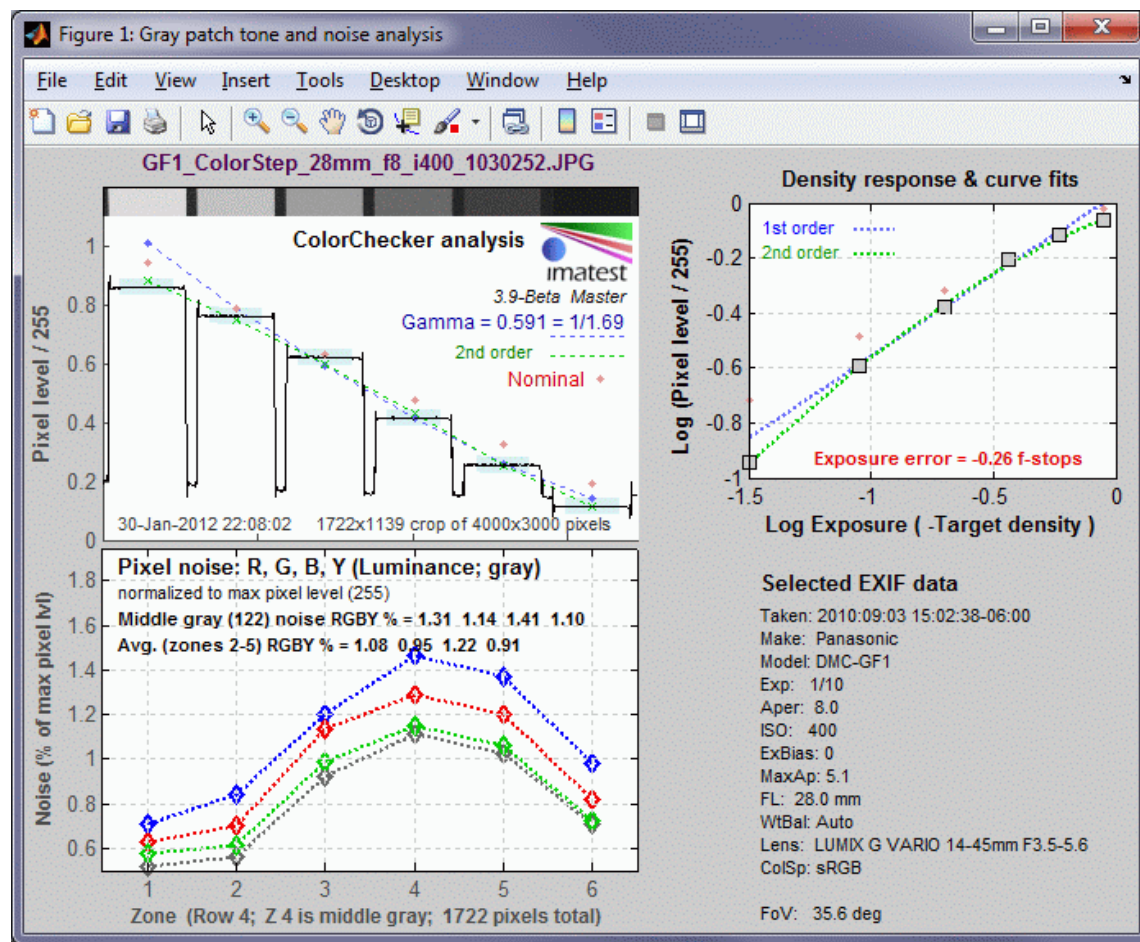 Figure 1: Gray patch tone and noise analysis
File Edit View Insert Tools Desktop Window Help
GF1_ColorStep_28mm_f8_i400_1030252.JPG
ColorChecker analysis
imatest
3.9-Beta Master
Gamma = 0.591 = 1/1.69
2nd order
Nominal
30-Jan-2012 22:08:02 1722x1139 crop of 4000x3000 pixels
Pixel level / 255
1
0.8
0.6
0.4
0.2
0
Density response & curve fits
1st order
2nd order
Exposure error = -0.26 f-stops
Log (Pixel level / 255)
0
-0.2
-0.4
-0.6
-0.8
-1
-1.5 -1 -0.5 0
Log Exposure ( -Target density )
Pixel noise: R, G, B, Y (Luminance; gray)
normalized to max pixel level (255)
Middle gray (122) noise RGBY % = 1.31 1.14 1.41 1.10
Avg. (zones 2-5) RGBY % = 1.08 0.95 1.22 0.91
Noise (% of max pixel lvl)
1.8
1.6
1.4
1.2
1
0.8
0.6
1 2 3 4 5 6
Zone (Row 4; Z 4 is middle gray; 1722 pixels total)
Selected EXIF data
Taken: 2010:09:03 15:02:38-06:00
Make: Panasonic
Model: DMC-GF1
Exp: 1/10
Aper: 8.0
ISO: 400
ExBias: 0
MaxAp: 5.1
FL: 28.0 mm
WtBal: Auto
Lens: LUMIX G VARIO 14-45mm F3.5-5.6
ColSp: sRGB
FoV: 35.6 deg